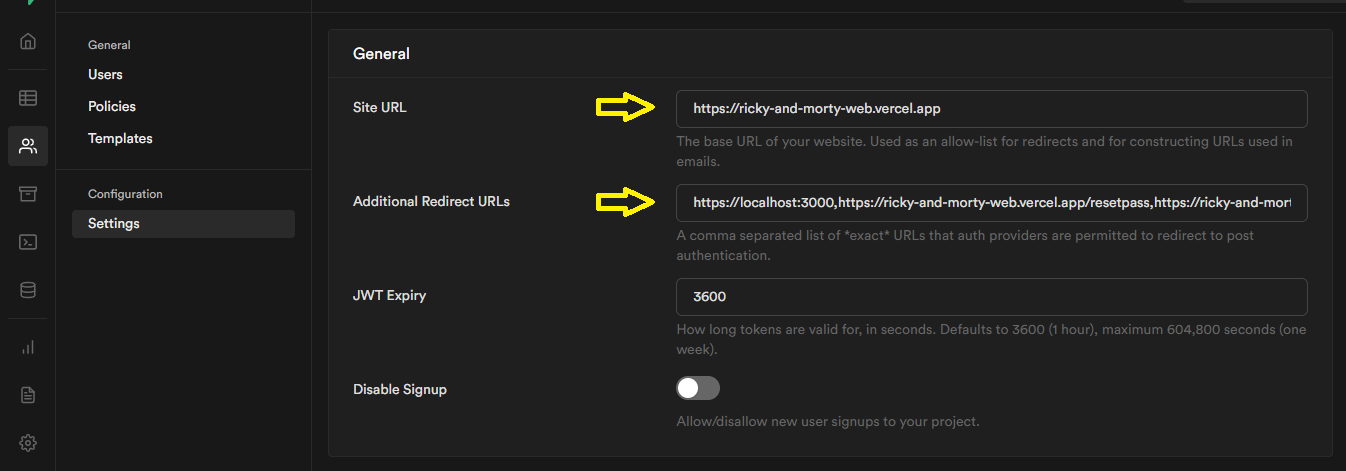 General
Users
Policies
Templates
Configuration
Settings
General
Site URL
https://ricky-and-morty-web.vercel.app
The base URL of your website. Used as an allow-list for redirects and for constructing URLs used in
emails.
Additional Redirect URLs
https://localhost:3000,https://ricky-and-morty-web.vercel.app/resetpass,https://ricky-and-mort
A comma separated list of *exact* URLs that auth providers are permitted to redirect to post
authentication.
JWT Expiry
3600
How long tokens are valid for, in seconds. Defaults to 3600 (1 hour), maximum 604,800 seconds (one
week).
Disable Signup
Allow/disallow new user signups to your project.